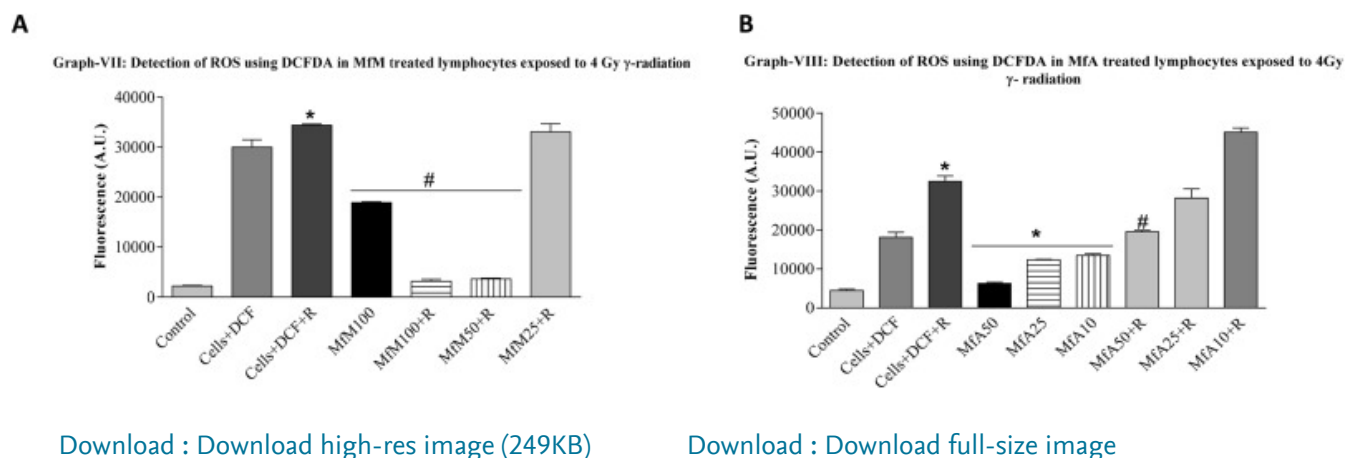 A
Graph-VII: Detection of ROS using DCFDA in MfM treated lymphocytes exposed to 4 Gy γ-radiation
Fluorescence (A.U.)
40000
30000
20000
10000
0
*
#
Control
Cells+DCF
Cells+DCF+R
MfM100
MfM100+R
MfM50+R
MfM25+R
B
Graph-VIII: Detection of ROS using DCFDA in MfA treated lymphocytes exposed to 4Gy
γ- radiation
Fluorescence (A.U.)
50000
40000
30000
20000
10000
0
*
*
#
Control
Cells+DCF
Cells+DCF+R
MfA50
MfA25
MfA10
MfA50+R
MfA25+R
MfA10+R
Download : Download high-res image (249KB)
Download : Download full-size image